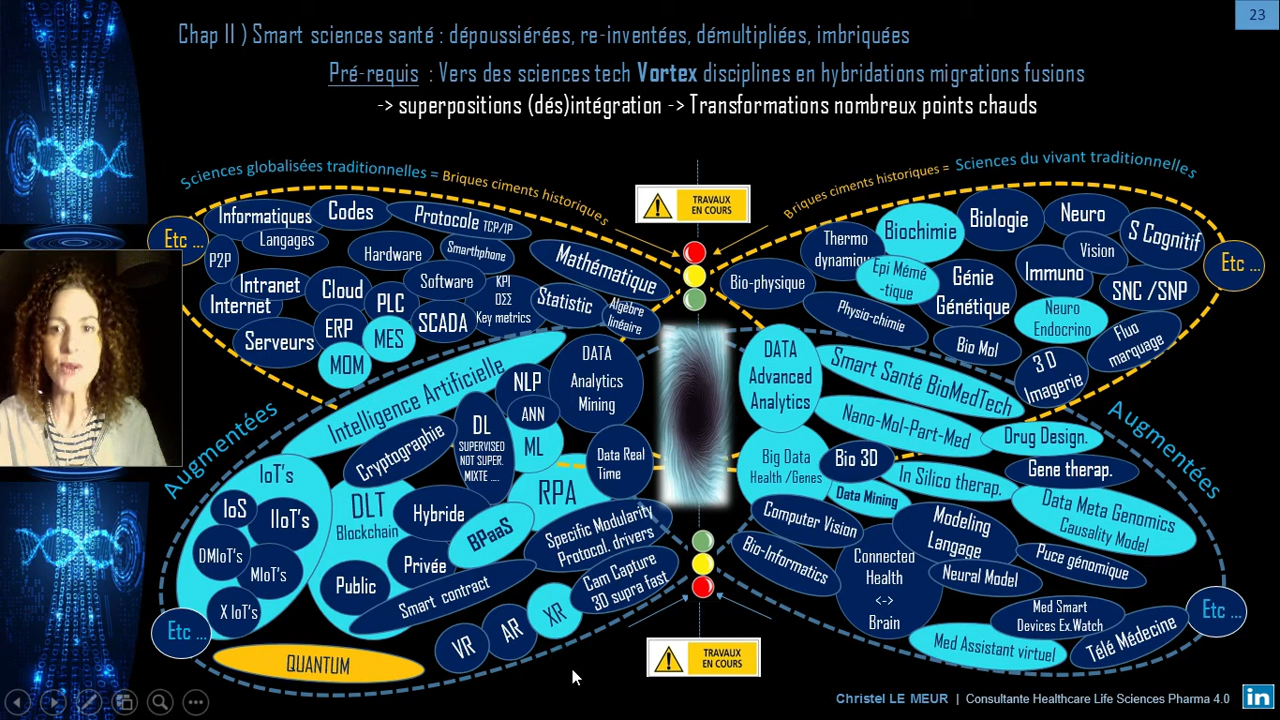 23
Chap II ) Smart sciences santé : dépoussiérées, re-inventées, démultipliées, imbriquées
Pré-requis : Vers des sciences tech Vortex disciplines en hybridations migrations fusions
-> superpositions (dés)intégration -> Transformations nombreux points chauds
Sciences globalisées traditionnelles = Briques ciments historiques
Briques ciments historiques = Sciences du vivant traditionnelles
TRAVAUX
EN COURS
Etc ...
Informatiques
Codes
Protocole TCP/IP
Langages
P2P
Hardware
Smarthphone
Mathématique
Intranet
Internet
Cloud
PLC
Software
KPI
OΣΣ
Key metrics
Statistic
Algèbre
linéaire
Serveurs
ERP
MES
SCADA
MOM
Thermo
dynamique
Biochimie
Biologie
Neuro
S Cognitif
Vision
Etc ...
Bio-physique
Epi Mémé
-tique
Génie
Génétique
Immuno
SNC /SNP
Physio-chimie
Neuro
Endocrino
Fluo
marquage
Bio Mol
3 D
Imagerie
Augmentées
Intelligence Artificielle
NLP
DATA
Analytics
Mining
ANN
ML
DL
SUPERVISED
NOT SUPER.
MIXTE ....
Cryptographie
Data Real
Time
RPA
IoT's
IoS
IIoT's
DMIoT's
MIoT's
X IoT's
DLT
Blockchain
Hybride
BPaaS
Privée
Public
Smart contract
Specific Modularity
Protocol. drivers
Cam Capture
3D supra fast
XR
AR
VR
Etc ...
QUANTUM
DATA
Advanced
Analytics
Smart Santé BioMedTech
Nano-Mol-Part-Med
Drug Design.
Augmentées
Big Data
Health /Genes
Bio 3D
Data Mining
In Silico therap.
Gene therap.
Data Meta Genomics
Causality Model
Computer Vision
Modeling
Langage
Bio-Informatics
Connected
Health
<->
Brain
Neural Model
Puce génomique
Med Smart
Devices Ex.Watch
Med Assistant virtuel
Télé Médecine
Etc ...
TRAVAUX
EN COURS
Christel LE MEUR | Consultante Healthcare Life Sciences Pharma 4.0
in